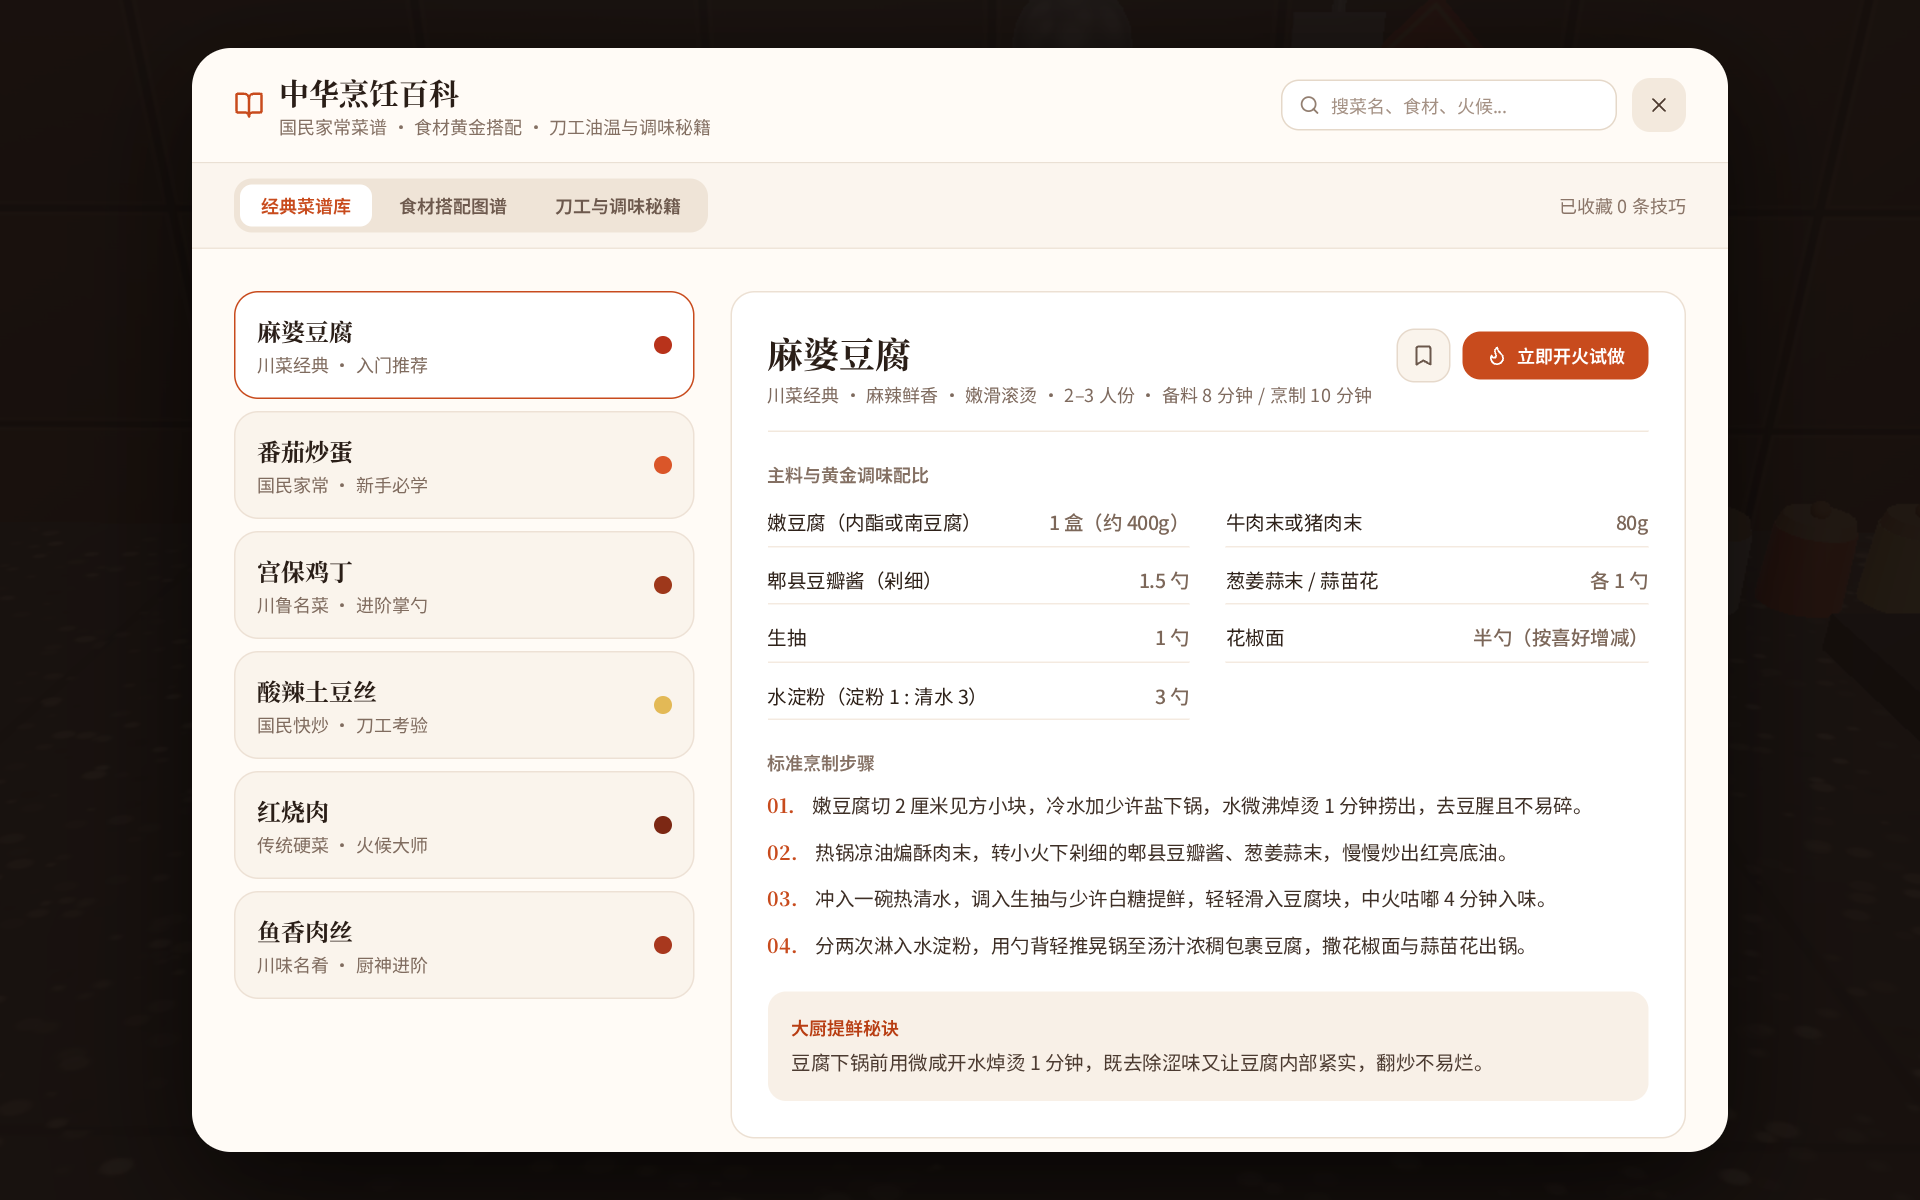 中华烹饪百科
国民家常菜谱 • 食材黄金搭配 • 刀工油温与调味秘籍
搜菜名、食材、火候...
经典菜谱库
食材搭配图谱
刀工与调味秘籍
已收藏 0 条技巧
麻婆豆腐
川菜经典 • 入门推荐
番茄炒蛋
国民家常 • 新手必学
宫保鸡丁
川鲁名菜 • 进阶掌勺
酸辣土豆丝
国民快炒 • 刀工考验
红烧肉
传统硬菜 • 火候大师
鱼香肉丝
川味名肴 • 厨神进阶
麻婆豆腐
立即开火试做
川菜经典 • 麻辣鲜香 • 嫩滑滚烫 • 2–3 人份 • 备料 8 分钟 / 烹制 10 分钟
主料与黄金调味配比
嫩豆腐（内酯或南豆腐） 1 盒（约 400g）
牛肉末或猪肉末 80g
郫县豆瓣酱（剁细） 1.5 勺
葱姜蒜末 / 蒜苗花 各 1 勺
生抽 1 勺
花椒面 半勺（按喜好增减）
水淀粉（淀粉 1 : 清水 3） 3 勺
标准烹制步骤
01. 嫩豆腐切 2 厘米见方小块，冷水加少许盐下锅，水微沸焯烫 1 分钟捞出，去豆腥且不易碎。
02. 热锅凉油煸酥肉末，转小火下剁细的郫县豆瓣酱、葱姜蒜末，慢慢炒出红亮底油。
03. 冲入一碗热清水，调入生抽与少许白糖提鲜，轻轻滑入豆腐块，中火咕嘟 4 分钟入味。
04. 分两次淋入水淀粉，用勺背轻推晃锅至汤汁浓稠包裹豆腐，撒花椒面与蒜苗花出锅。
大厨提鲜秘诀
豆腐下锅前用微咸开水焯烫 1 分钟，既去除涩味又让豆腐内部紧实，翻炒不易烂。